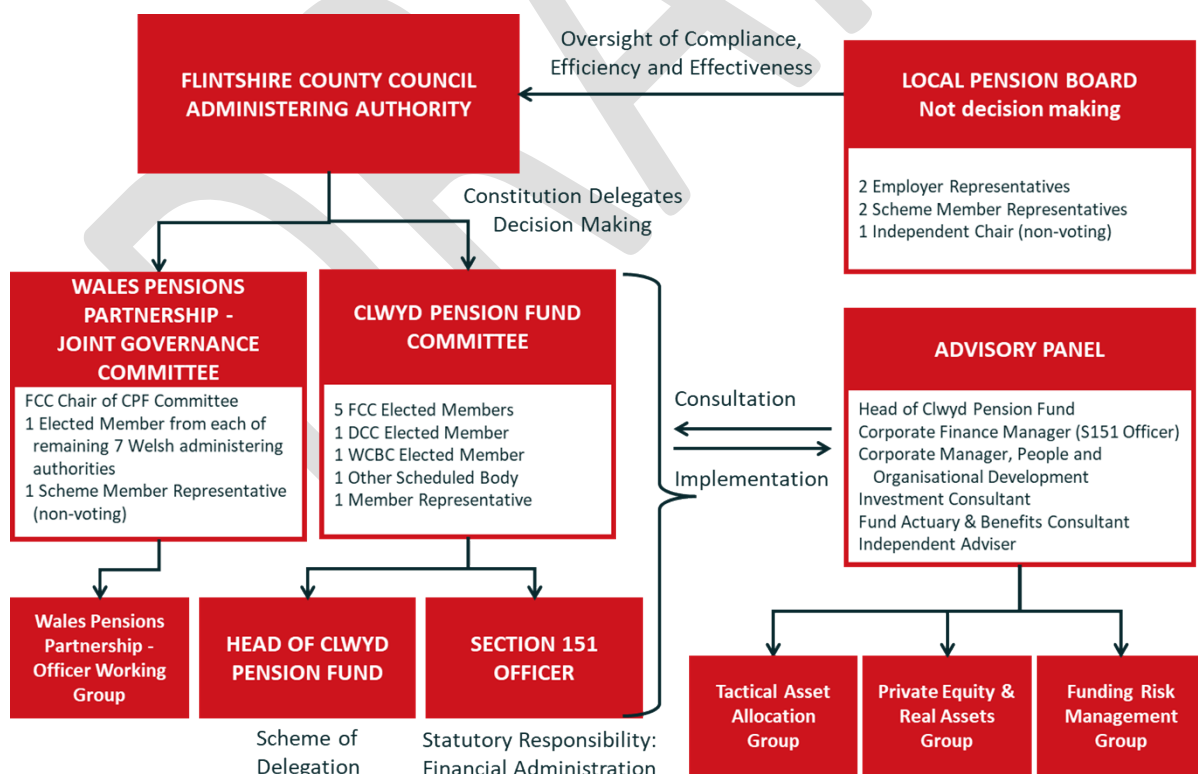 FLINTSHIRE COUNTY COUNCIL
ADMINISTERING AUTHORITY
Oversight of Compliance,
Efficiency and Effectiveness
LOCAL PENSION BOARD
Not decision making
2 Employer Representatives
2 Scheme Member Representatives
1 Independent Chair (non-voting)
Constitution Delegates
Decision Making
WALES PENSIONS
PARTNERSHIP -
JOINT GOVERNANCE
COMMITTEE
FCC Chair of CPF Committee
1 Elected Member from each of
remaining 7 Welsh administering
authorities
1 Scheme Member Representative
(non-voting)
CLWYD PENSION FUND
COMMITTEE
5 FCC Elected Members
1 DCC Elected Member
1 WCBC Elected Member
1 Other Scheduled Body
1 Member Representative
Consultation
Implementation
ADVISORY PANEL
Head of Clwyd Pension Fund
Corporate Finance Manager (S151 Officer)
Corporate Manager, People and
Organisational Development
Investment Consultant
Fund Actuary & Benefits Consultant
Independent Adviser
Wales Pensions
Partnership -
Officer Working
Group
HEAD OF CLWYD
PENSION FUND
SECTION 151
OFFICER
Tactical Asset
Allocation
Group
Private Equity &
Real Assets
Group
Funding Risk
Management
Group
Scheme of
Delegation
Statutory Responsibility:
Financial Administration